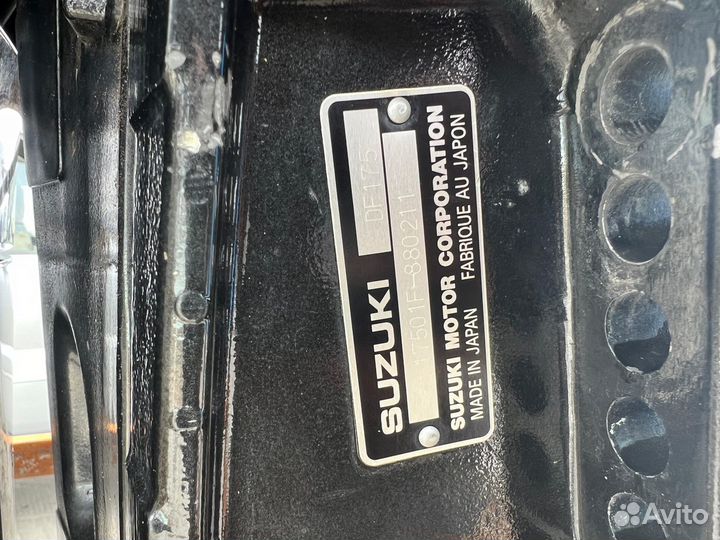 SUZUKI DF175
17501F-880211
SUZUKI MOTOR CORPORATION
MADE IN JAPAN FABRIQUE AU JAPON
Avito